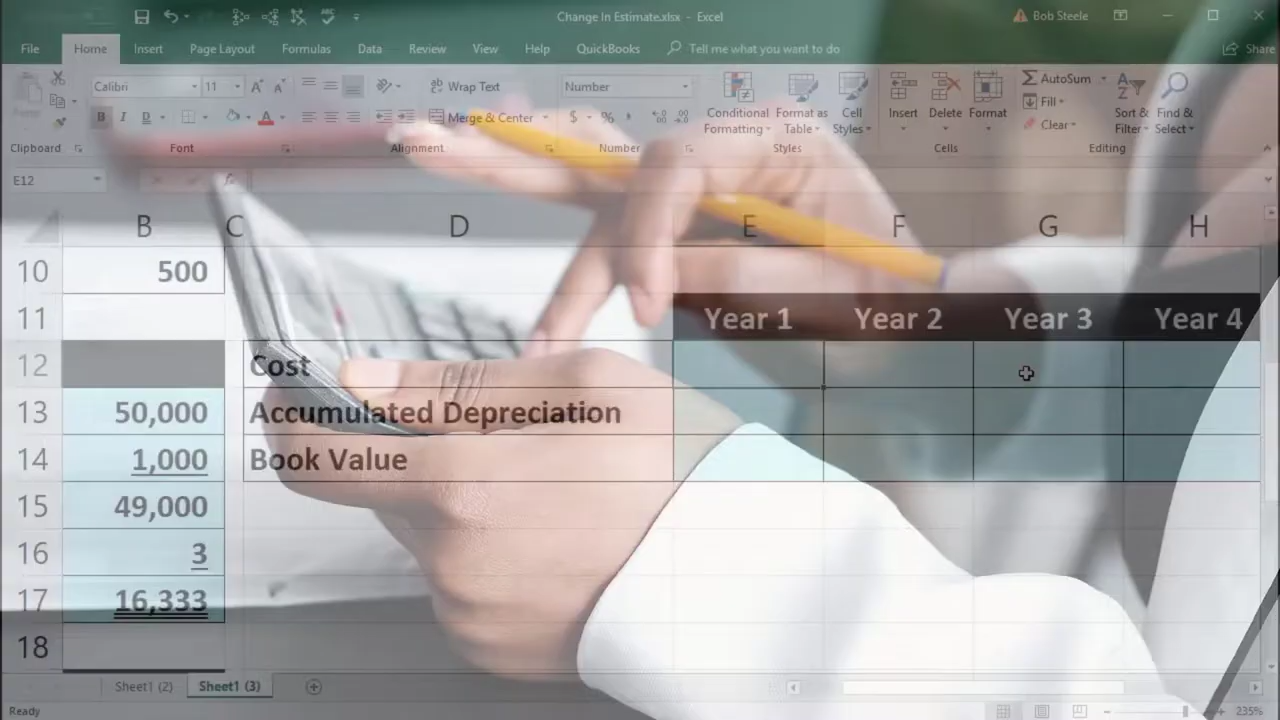 Change In Estimate.xlsx - Excel
Bob Steele
File Home Insert Page Layout Formulas Data Review View Help QuickBooks Tell me what you want to do Share
Calibri 11 Wrap Text Number AutoSum
Conditional Formatting Format as Table Cell Styles Insert Delete Format Fill Sort & Filter Find & Select
B I D Merge & Center $ % Clear
Clipboard Font Alignment Number Styles Cells Editing
E12
B C D E F G H
10 500
11 Year 1 Year 2 Year 3 Year 4
12 Cost
13 50,000 Accumulated Depreciation
14 1,000 Book Value
15 49,000
16 3
17 16,333
18
Sheet1 (2) Sheet1 (3)
Ready 235%